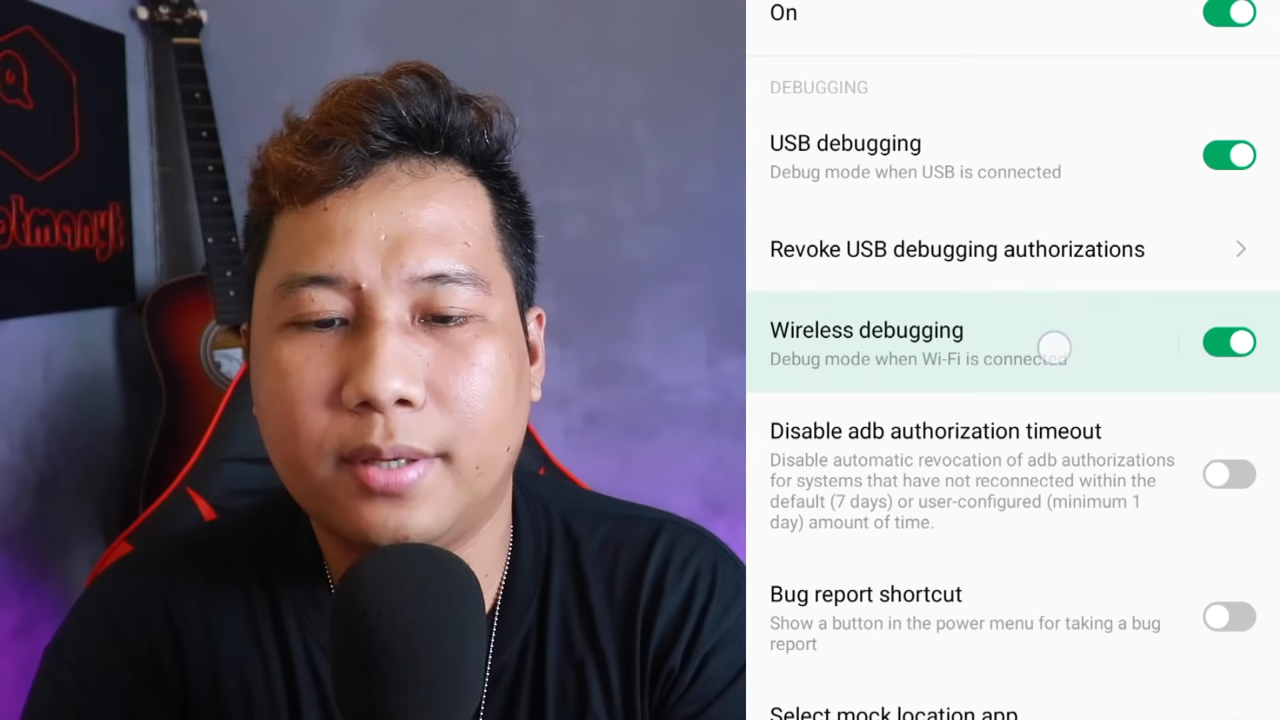 On
DEBUGGING
USB debugging
Debug mode when USB is connected
Revoke USB debugging authorizations
Wireless debugging
Debug mode when Wi-Fi is connected
Disable adb authorization timeout
Disable automatic revocation of adb authorizations
for systems that have not reconnected within the
default (7 days) or user-configured (minimum 1
day) amount of time.
Bug report shortcut
Show a button in the power menu for taking a bug
report
Select mock location app